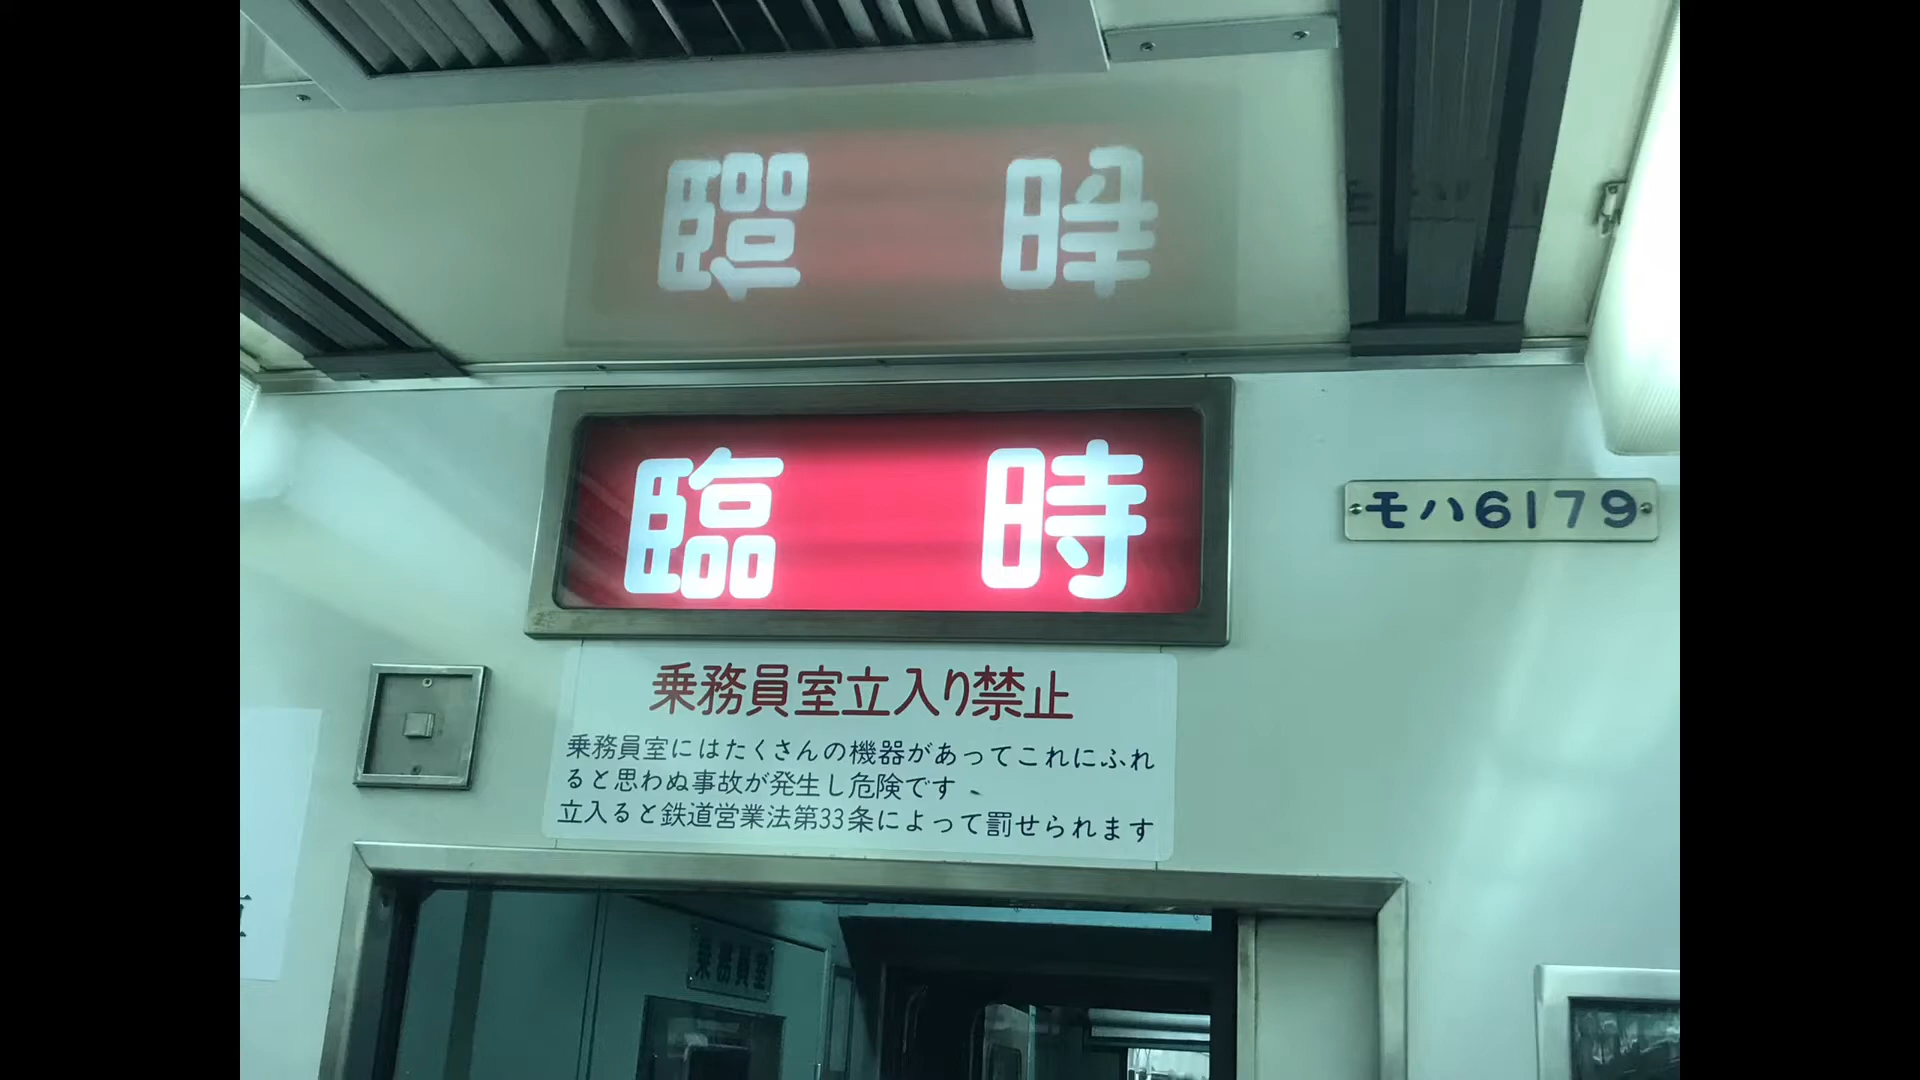 臨時
モハ6179
乗務員室立入り禁止
乗務員室にはたくさんの機器があってこれにふれ
ると思わぬ事故が発生し危険です、
立入ると鉄道営業法第33条によって罰せられます
乗務員室